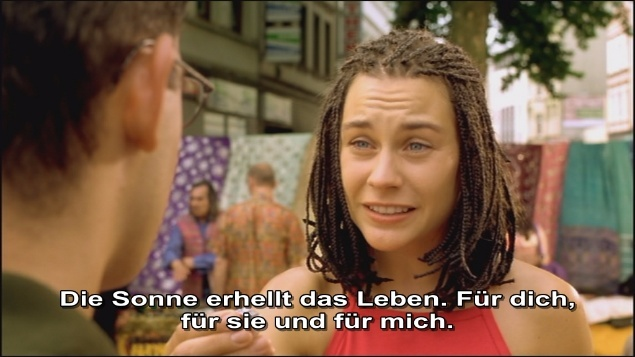 Die Sonne erhellt das Leben. Für dich,
für sie und für mich.